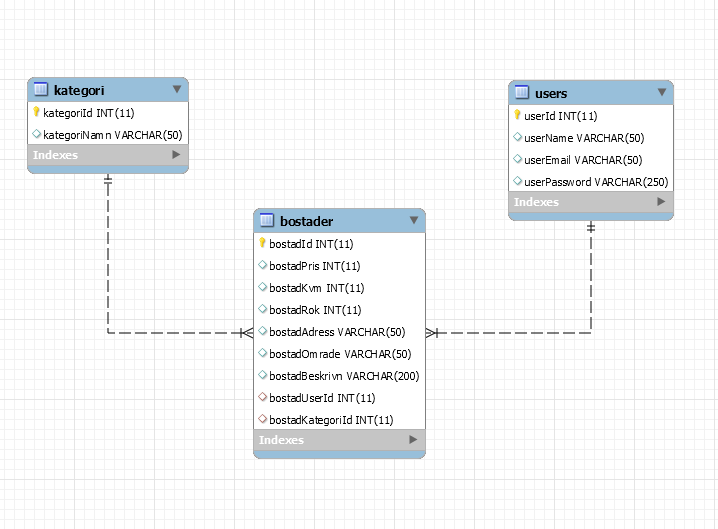 kategori
kategoriId INT(11)
kategoriNamn VARCHAR(50)
Indexes
users
userId INT(11)
userName VARCHAR(50)
userEmail VARCHAR(50)
userPassword VARCHAR(250)
Indexes
bostader
bostadId INT(11)
bostadPris INT(11)
bostadKvm INT(11)
bostadRok INT(11)
bostadAdress VARCHAR(50)
bostadOmrade VARCHAR(50)
bostadBeskrivn VARCHAR(200)
bostadUserId INT(11)
bostadKategoriId INT(11)
Indexes